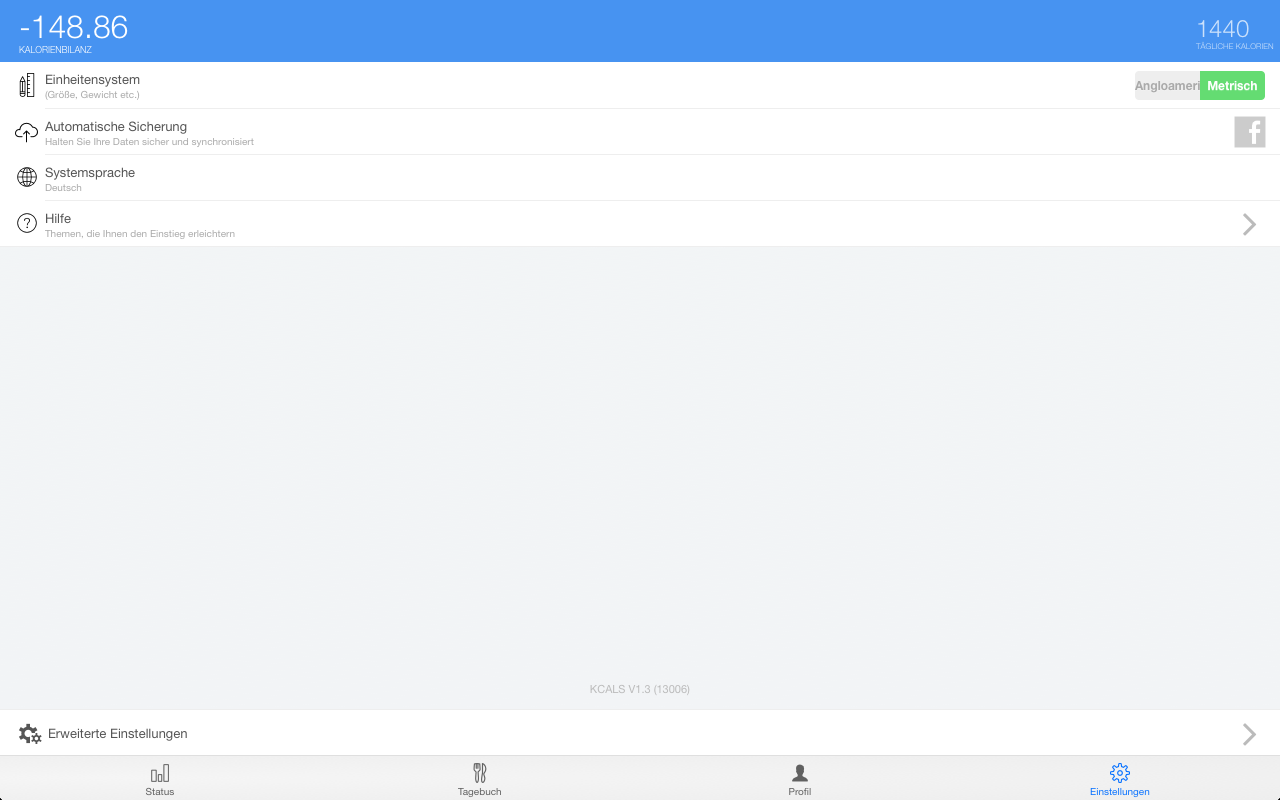 -148.86
KALORIENBILANZ
1440
TÄGLICHE KALORIEN
Einheitensystem
(Größe, Gewicht etc.)
Angloameri
Metrisch
Automatische Sicherung
Halten Sie Ihre Daten sicher und synchronisiert
Systemsprache
Deutsch
Hilfe
Themen, die Ihnen den Einstieg erleichtern
KCALS V1.3 (13006)
Erweiterte Einstellungen
Status
Tagebuch
Profil
Einstellungen